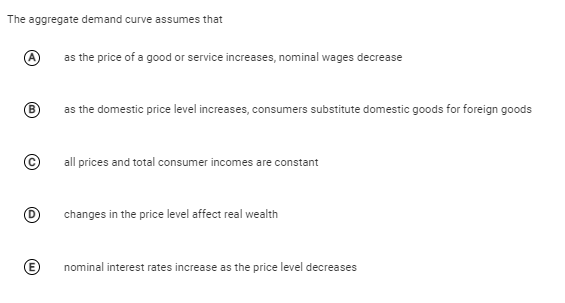 The aggregate demand curve assumes that
A as the price of a good or service increases, nominal wages decrease
B as the domestic price level increases, consumers substitute domestic goods for foreign goods
C all prices and total consumer incomes are constant
D changes in the price level affect real wealth
E nominal interest rates increase as the price level decreases